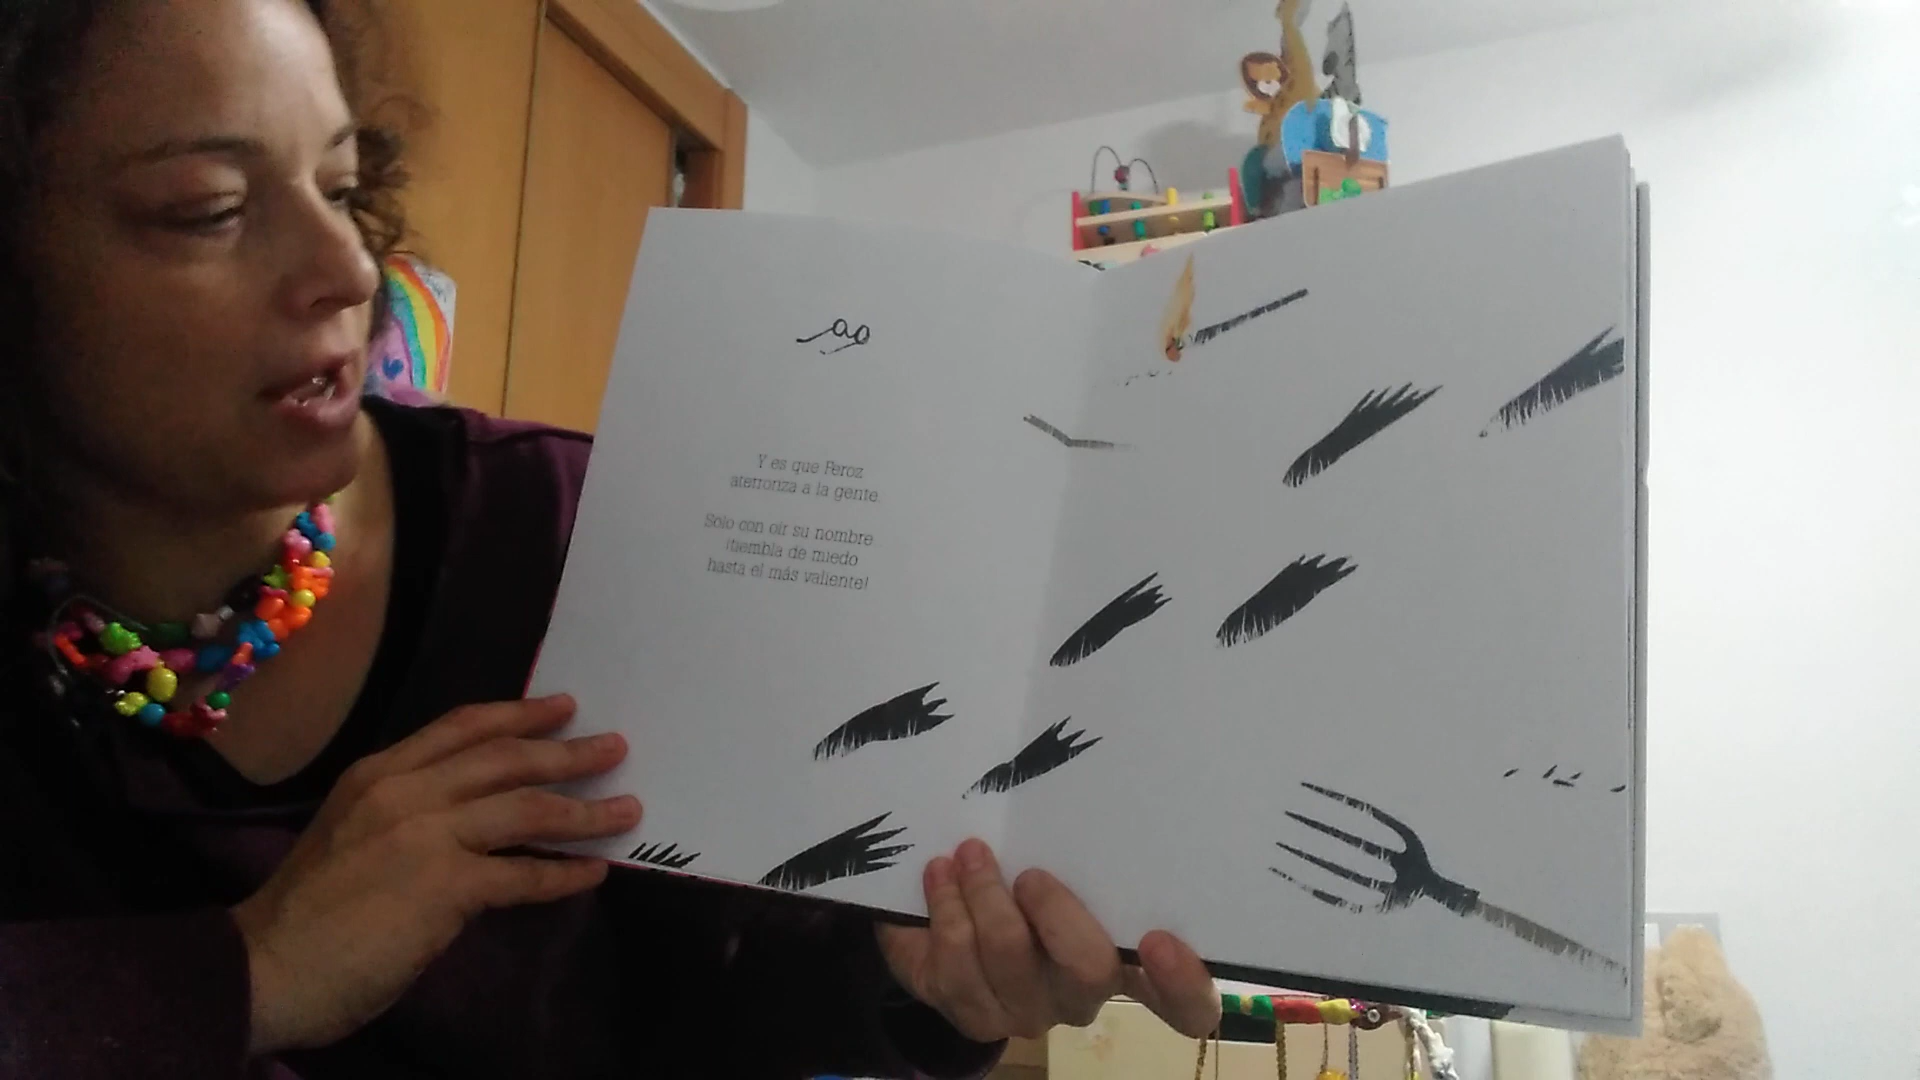 Y es que Feroz
aterroriza a la gente.
Solo con oír su nombre
¡tiembla de miedo
hasta el más valiente!